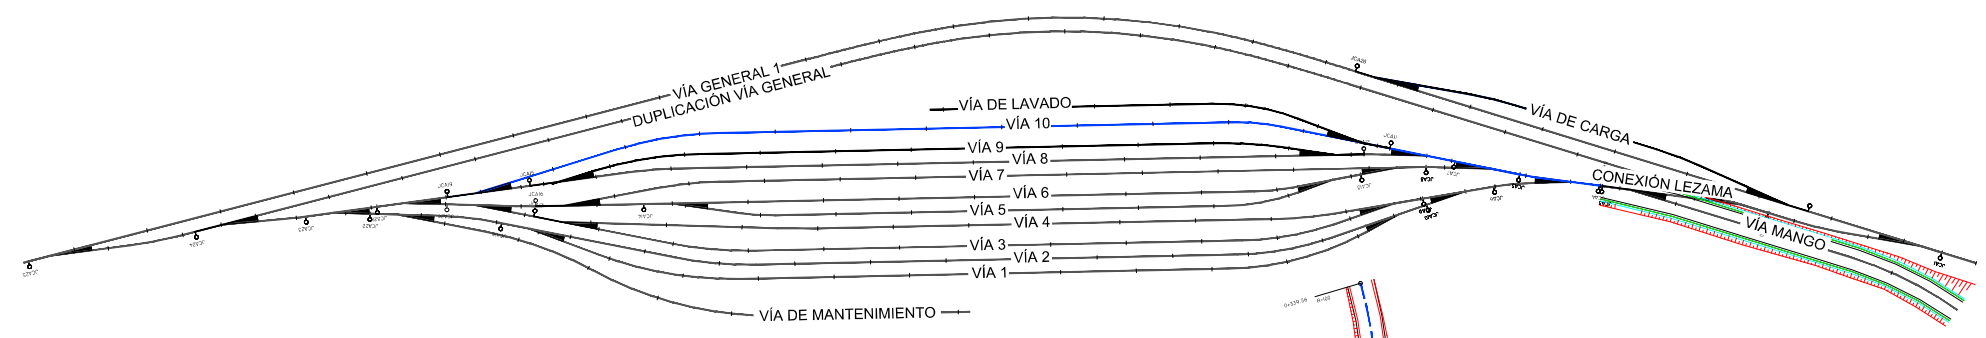 VÍA GENERAL 1
DUPLICACIÓN VÍA GENERAL
VÍA DE LAVADO
VÍA 10
VÍA 9
VÍA 8
VÍA 7
VÍA 6
VÍA 5
VÍA 4
VÍA 3
VÍA 2
VÍA 1
VÍA DE MANTENIMIENTO
VÍA DE CARGA
CONEXIÓN LEZAMA
VÍA MANGO